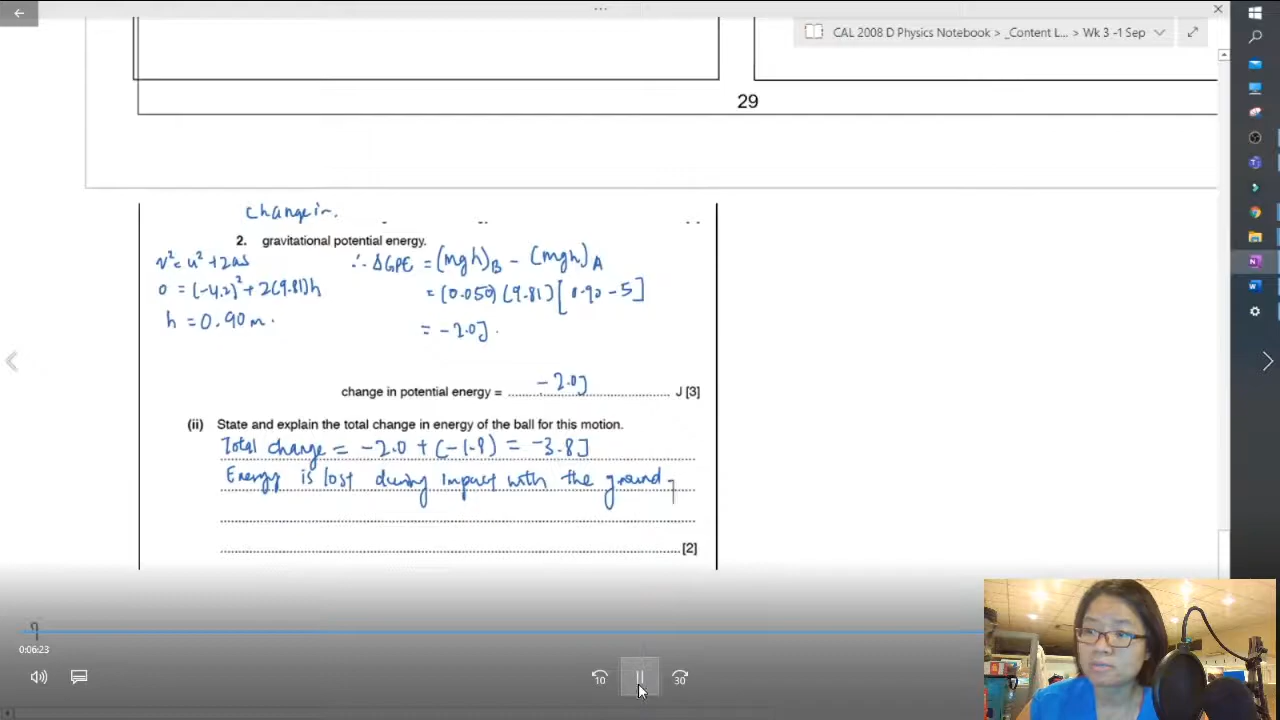 CAL 2008 D Physics Notebook > _Content L... > Wk 3 -1 Sep
29
change in.
2. gravitational potential energy.
v² = u² + 2as
0 = (-4.2)² + 2(9.81)h
h = 0.90 m.
∴ ΔGPE = (mgh)B - (mgh)A
= (0.050)(9.81)[0.90 - 5]
= -2.0J.
change in potential energy = -2.0J J [3]
(ii) State and explain the total change in energy of the ball for this motion.
Total change = -2.0 + (-1.8) = -3.8J
Energy is lost during impact with the ground
[2]
0:06:23
10
30